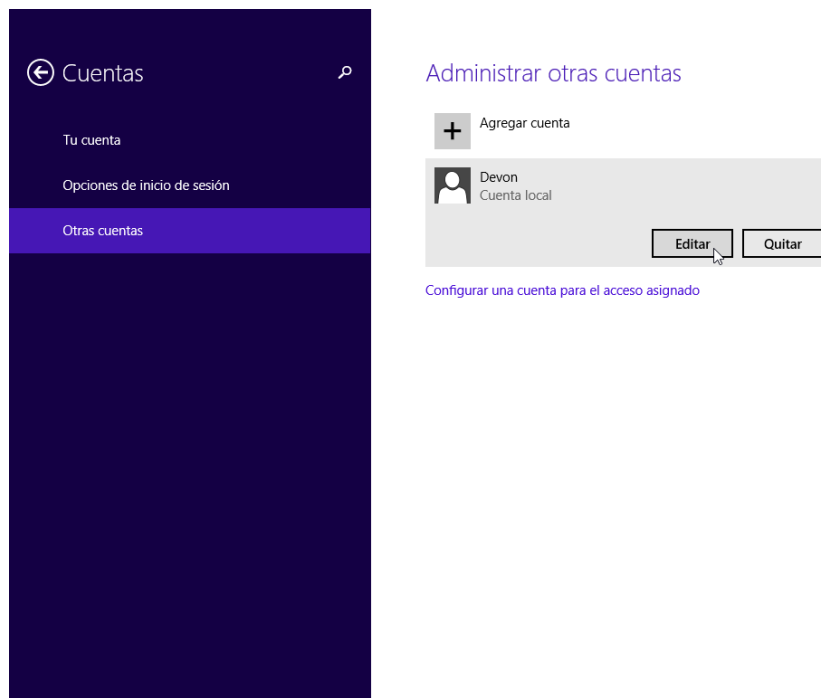 Cuentas
Tu cuenta
Opciones de inicio de sesión
Otras cuentas
Administrar otras cuentas
Agregar cuenta
Devon
Cuenta local
Editar
Quitar
Configurar una cuenta para el acceso asignado